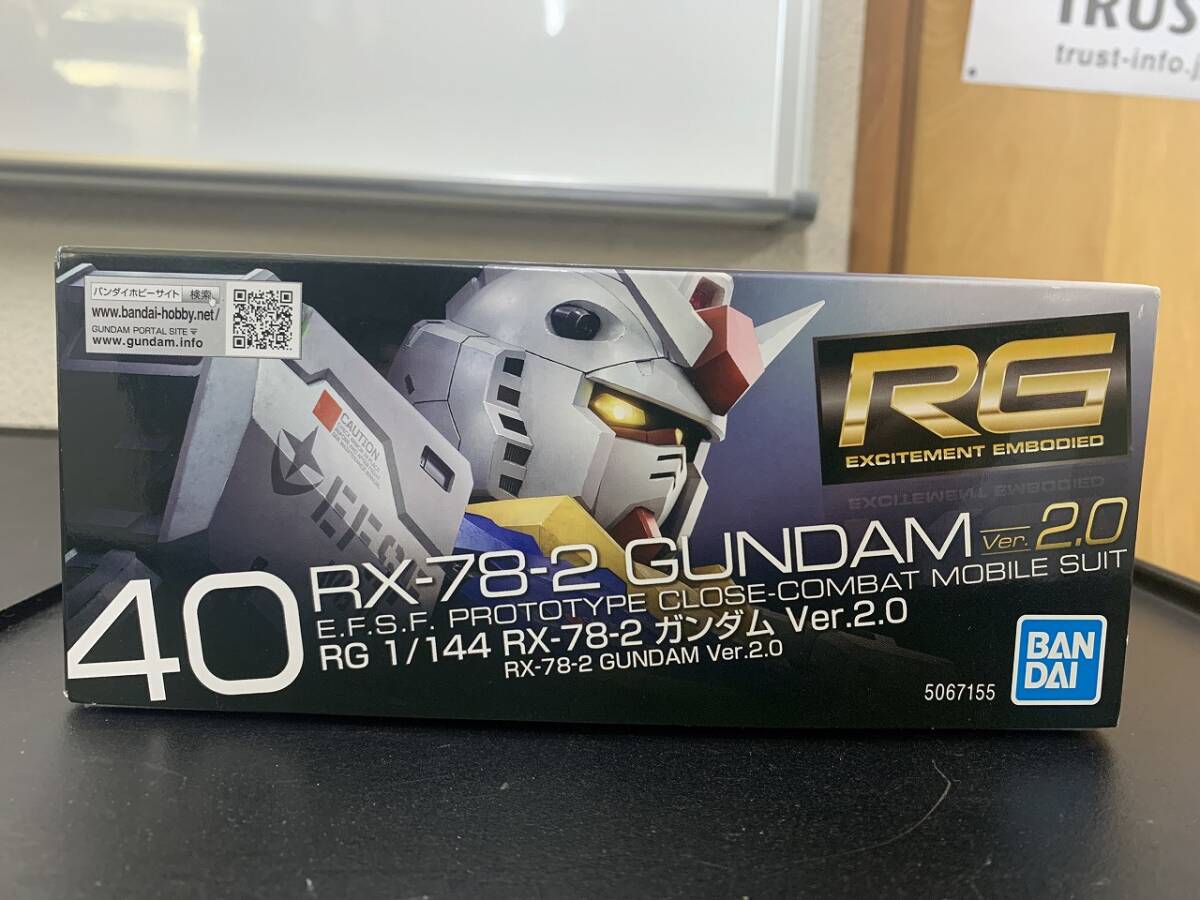 TRUS
trust-info.j
バンダイホビーサイト 検索
www.bandai-hobby.net/
GUNDAM PORTAL SITE
www.gundam.info
CAUTION
E.F.S
RG
EXCITEMENT EMBODIED
EXCITEMENT EMBODIED
40
RX-78-2 GUNDAM Ver. 2.0
E.F.S.F. PROTOTYPE CLOSE-COMBAT MOBILE SUIT
RG 1/144 RX-78-2 ガンダム Ver.2.0
RX-78-2 GUNDAM Ver.2.0
5067155
BAN
DAI